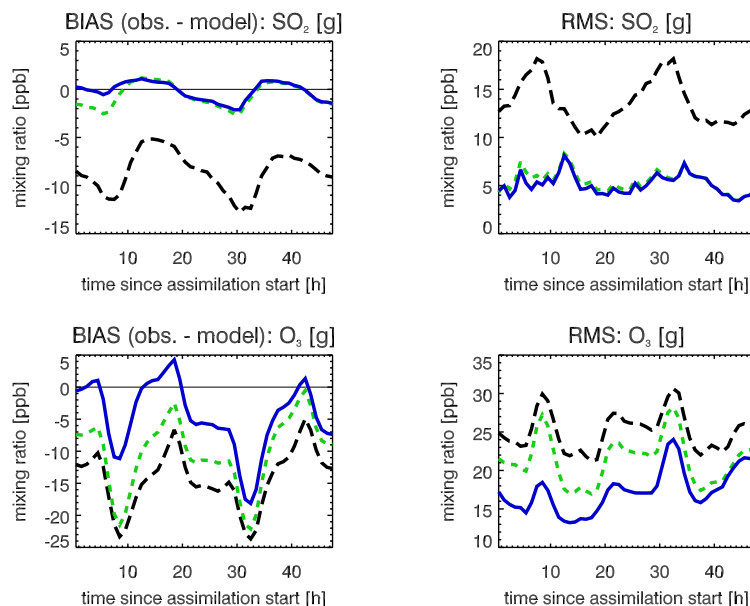 BIAS (obs. - model): SO₂ [g]
mixing ratio [ppb]
5
0
-5
-10
-15
10 20 30 40
time since assimilation start [h]
RMS: SO₂ [g]
mixing ratio [ppb]
20
15
10
5
0
10 20 30 40
time since assimilation start [h]
BIAS (obs. - model): O₃ [g]
mixing ratio [ppb]
5
0
-5
-10
-15
-20
-25
10 20 30 40
time since assimilation start [h]
RMS: O₃ [g]
mixing ratio [ppb]
35
30
25
20
15
10
10 20 30 40
time since assimilation start [h]